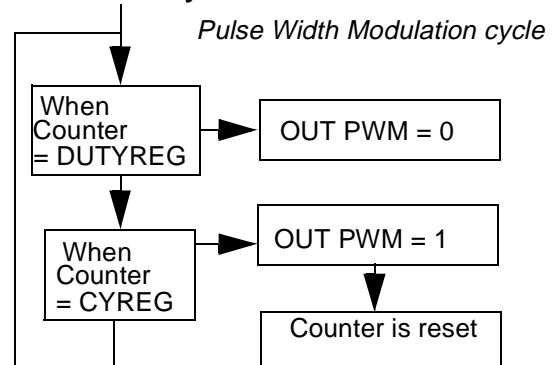 Pulse Width Modulation cycle
When
Counter
= DUTYREG
OUT PWM = 0
When
Counter
= CYREG
OUT PWM = 1
Counter is reset